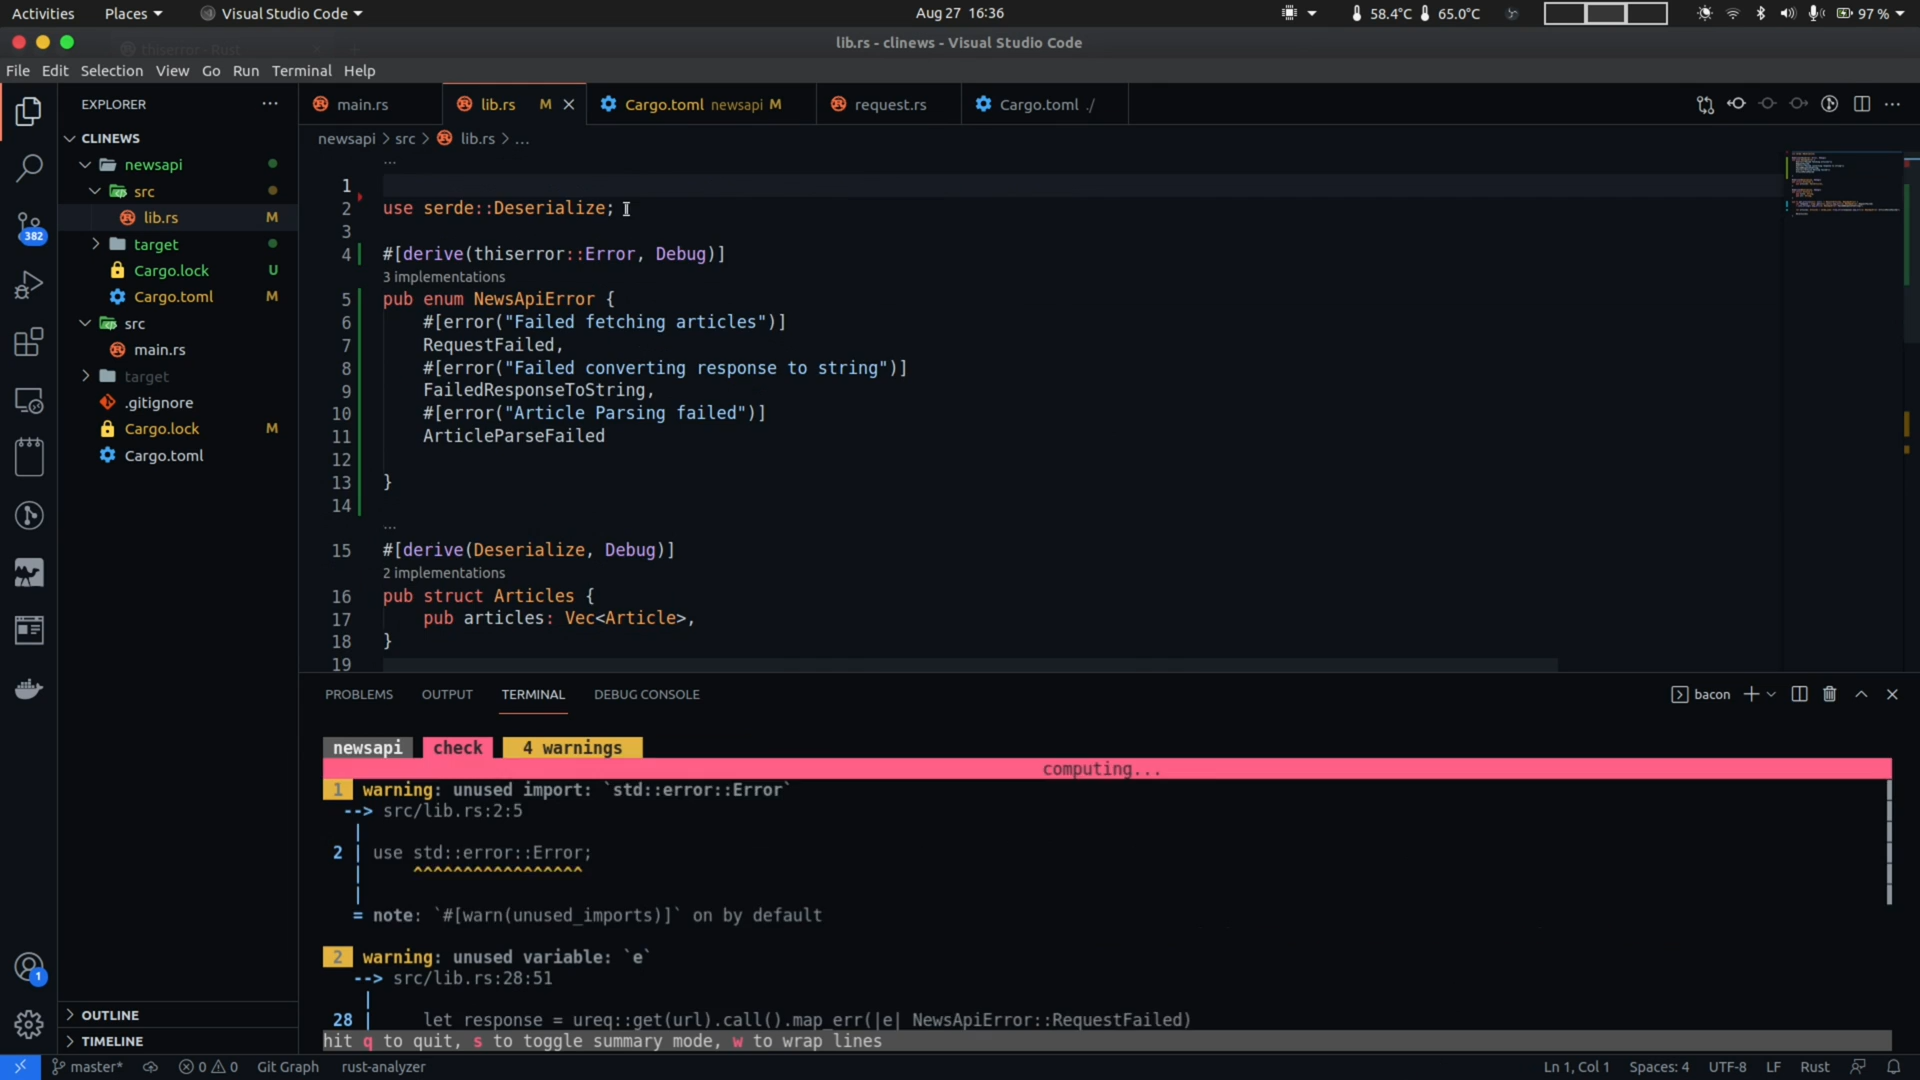 Activities Places Visual Studio Code Aug 27 16:36 58.4°C 65.0°C 97 %
thiserror - Rust
lib.rs - clinews - Visual Studio Code
File Edit Selection View Go Run Terminal Help
EXPLORER ··· main.rs lib.rs M Cargo.toml newsapi M request.rs Cargo.toml ./ ···
CLINEWS
newsapi
src
lib.rs M
target
Cargo.lock U
Cargo.toml M
src
main.rs
target
.gitignore
Cargo.lock M
Cargo.toml
382
1
OUTLINE
TIMELINE
newsapi > src > lib.rs > ...
...
1
2 use serde::Deserialize;
3
4 #[derive(thiserror::Error, Debug)]
3 implementations
5 pub enum NewsApiError {
6 #[error("Failed fetching articles")]
7 RequestFailed,
8 #[error("Failed converting response to string")]
9 FailedResponseToString,
10 #[error("Article Parsing failed")]
11 ArticleParseFailed
12
13 }
14
...
15 #[derive(Deserialize, Debug)]
2 implementations
16 pub struct Articles {
17 pub articles: Vec<Article>,
18 }
19
PROBLEMS OUTPUT TERMINAL DEBUG CONSOLE bacon
newsapi check 4 warnings
computing...
1 warning: unused import: `std::error::Error`
--> src/lib.rs:2:5
|
2 | use std::error::Error;
| ^^^^^^^^^^^^^^^^^
|
= note: `#[warn(unused_imports)]` on by default
2 warning: unused variable: `e`
--> src/lib.rs:28:51
|
28 | let response = ureq::get(url).call().map_err(|e| NewsApiError::RequestFailed)
hit q to quit, s to toggle summary mode, w to wrap lines
master* 0 0 Git Graph rust-analyzer Ln 1, Col 1 Spaces: 4 UTF-8 LF Rust